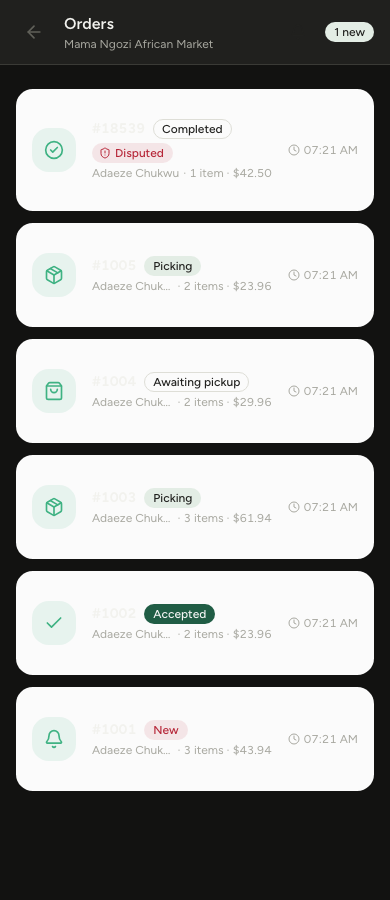 Orders
Mama Ngozi African Market
1 new
#18539 Completed
Disputed
Adaeze Chukwu · 1 item · $42.50
07:21 AM
#1005 Picking
Adaeze Chuk... · 2 items · $23.96
07:21 AM
#1004 Awaiting pickup
Adaeze Chuk... · 2 items · $29.96
07:21 AM
#1003 Picking
Adaeze Chuk... · 3 items · $61.94
07:21 AM
#1002 Accepted
Adaeze Chuk... · 2 items · $23.96
07:21 AM
#1001 New
Adaeze Chuk... · 3 items · $43.94
07:21 AM